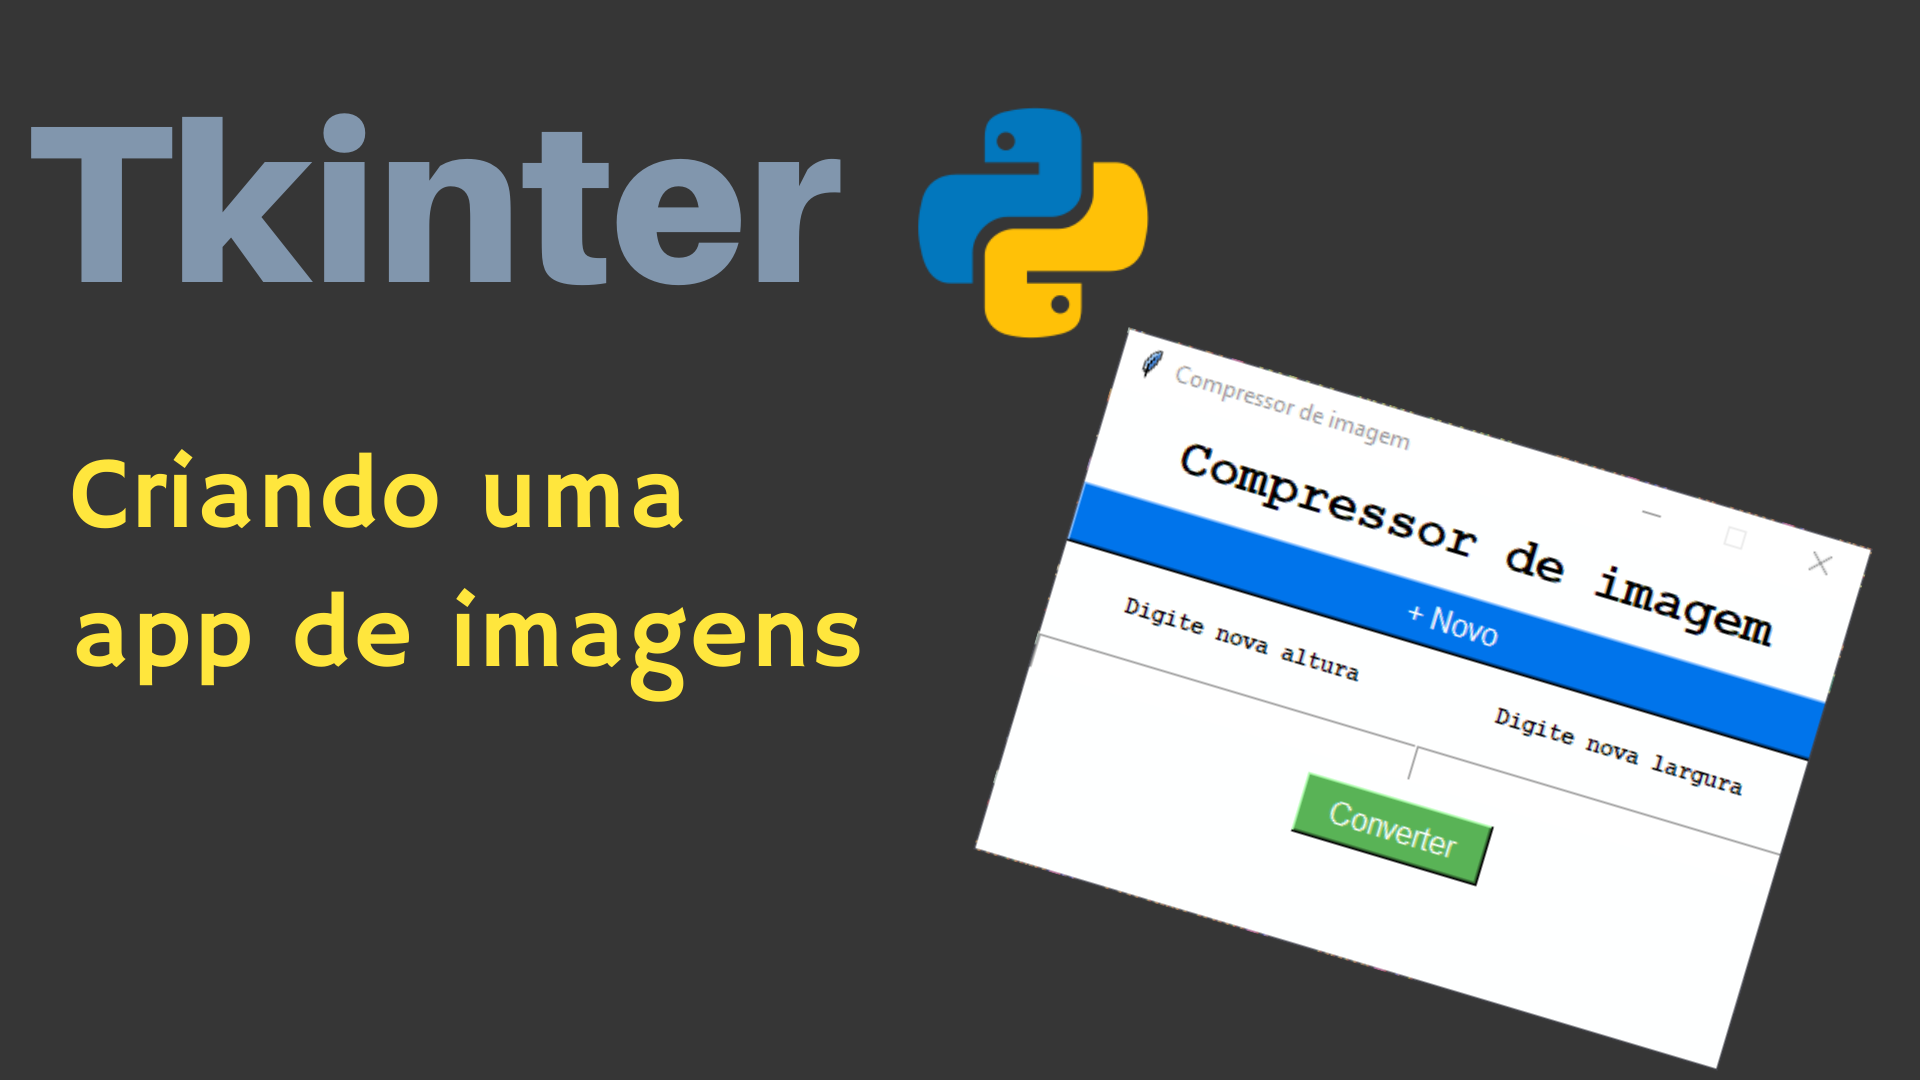 Tkinter
Criando uma
app de imagens
Compressor de imagem
Compressor de imagem
+ Novo
Digite nova altura
Digite nova largura
Converter